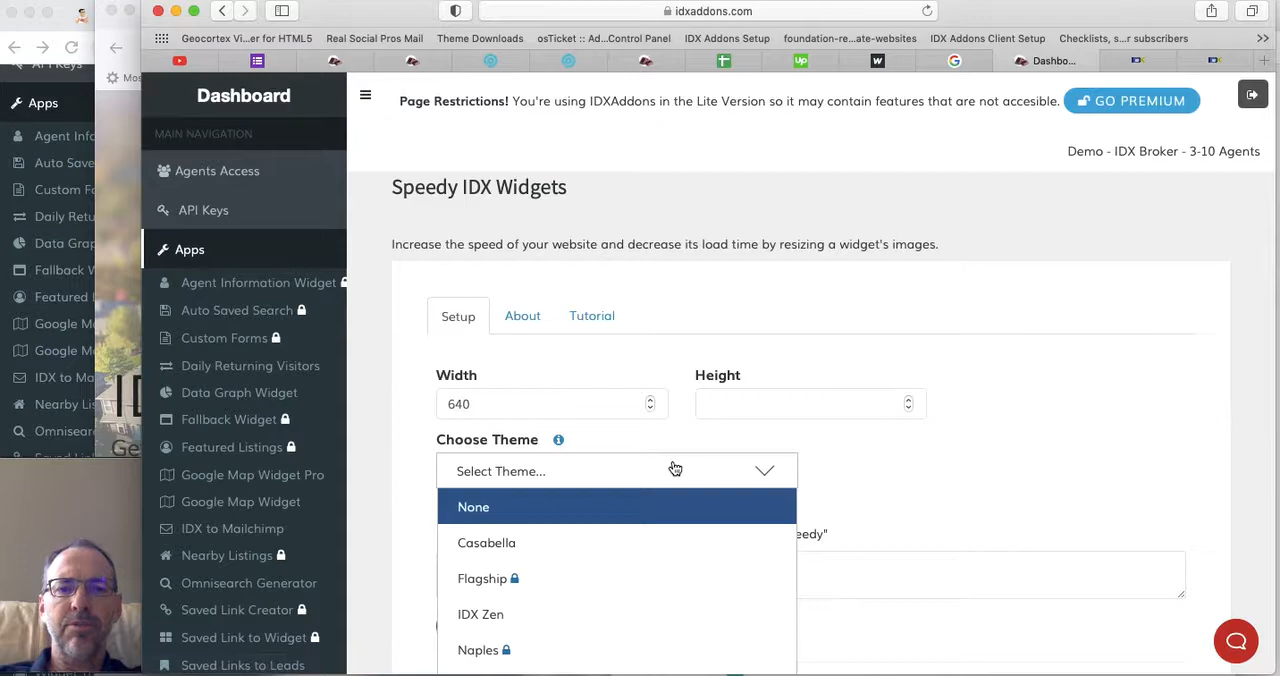 idxaddons.com
Geocortex Vi...er for HTML5 Real Social Pros Mail Theme Downloads osTicket :: Ad...Control Panel IDX Addons Setup foundation-re...ate-websites IDX Addons Client Setup Checklists, s...r subscribers
Up W G Dashbo...
Apps
Agent Info
Auto Save
Custom Fo
Daily Retu
Data Grap
Fallback W
Featured
Google Ma
Google Ma
IDX to Ma
Nearby Lis
Omnisearc
Mos
Dashboard
MAIN NAVIGATION
Agents Access
API Keys
Apps
Agent Information Widget
Auto Saved Search
Custom Forms
Daily Returning Visitors
Data Graph Widget
Fallback Widget
Featured Listings
Google Map Widget Pro
Google Map Widget
IDX to Mailchimp
Nearby Listings
Omnisearch Generator
Saved Link Creator
Saved Link to Widget
Saved Links to Leads
Page Restrictions! You're using IDXAddons in the Lite Version so it may contain features that are not accesible. GO PREMIUM
Demo - IDX Broker - 3-10 Agents
Speedy IDX Widgets
Increase the speed of your website and decrease its load time by resizing a widget's images.
Setup About Tutorial
Width Height
640
Choose Theme
Select Theme...
None
Casabella
Flagship
IDX Zen
Naples
eedy"